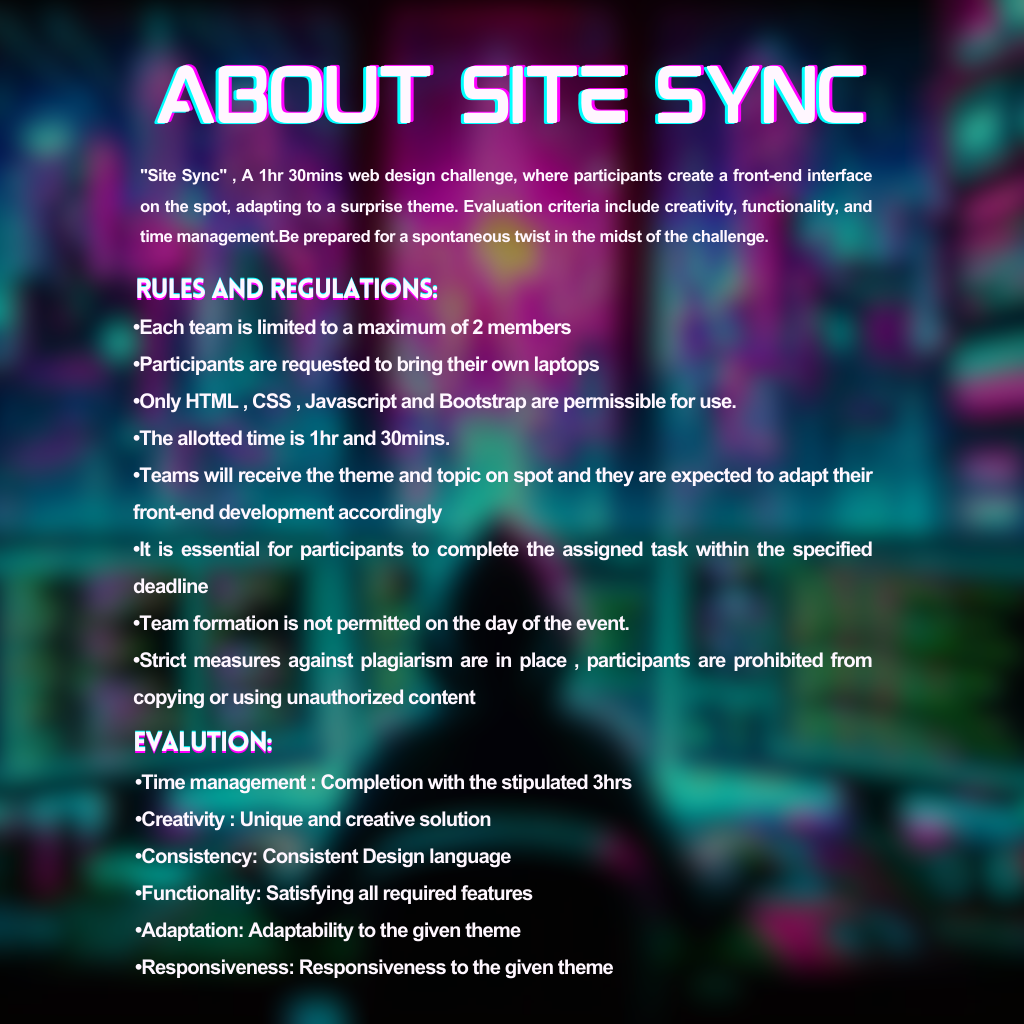 ABOUT SITE SYNC
"Site Sync" , A 1hr 30mins web design challenge, where participants create a front-end interface
on the spot, adapting to a surprise theme. Evaluation criteria include creativity, functionality, and
time management.Be prepared for a spontaneous twist in the midst of the challenge.
RULES AND REGULATIONS:
•Each team is limited to a maximum of 2 members
•Participants are requested to bring their own laptops
•Only HTML , CSS , Javascript and Bootstrap are permissible for use.
•The allotted time is 1hr and 30mins.
•Teams will receive the theme and topic on spot and they are expected to adapt their
front-end development accordingly
•It is essential for participants to complete the assigned task within the specified
deadline
•Team formation is not permitted on the day of the event.
•Strict measures against plagiarism are in place , participants are prohibited from
copying or using unauthorized content
EVALUTION:
•Time management : Completion with the stipulated 3hrs
•Creativity : Unique and creative solution
•Consistency: Consistent Design language
•Functionality: Satisfying all required features
•Adaptation: Adaptability to the given theme
•Responsiveness: Responsiveness to the given theme